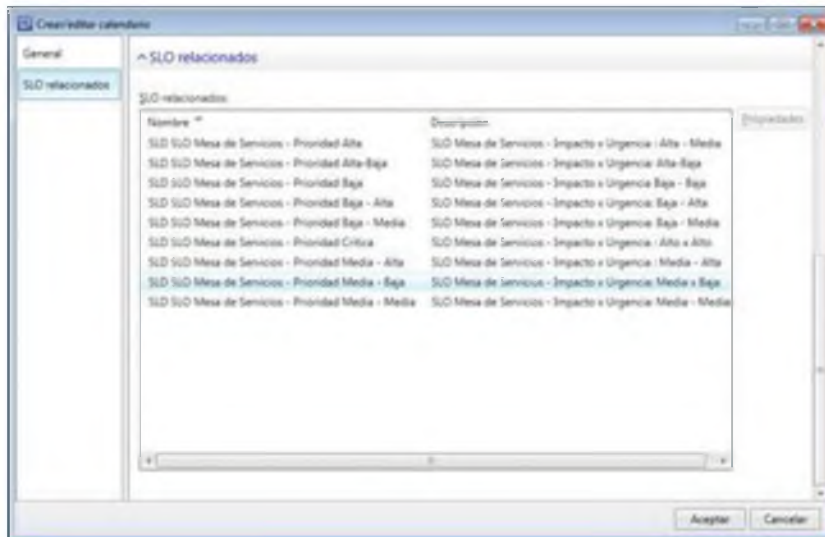 Crear/editar calendario
General
SLO relacionados
SLO relacionados
SLO relacionados
Propiedades
Nombre Descripción
SLO SLO Mesa de Servicios - Prioridad Alta SLO Mesa de Servicios - Impacto x Urgencia : Alta - Media
SLO SLO Mesa de Servicios - Prioridad Alta-Baja SLO Mesa de Servicios - Impacto x Urgencia: Alta-Baja
SLO SLO Mesa de Servicios - Prioridad Baja SLO Mesa de Servicios - Impacto x Urgencia Baja - Baja
SLO SLO Mesa de Servicios - Prioridad Baja - Alta SLO Mesa de Servicios - Impacto x Urgencia: Baja - Alta
SLO SLO Mesa de Servicios - Prioridad Baja - Media SLO Mesa de Servicios - Impacto x Urgencia: Baja - Media
SLO SLO Mesa de Servicios - Prioridad Critica SLO Mesa de Servicios - Impacto x Urgencia : Alto x Alto
SLO SLO Mesa de Servicios - Prioridad Media - Alta SLO Mesa de Servicios - Impacto x Urgencia : Media - Alta
SLO SLO Mesa de Servicios - Prioridad Media - Baja SLO Mesa de Servicios - Impacto x Urgencia: Media x Baja
SLO SLO Mesa de Servicios - Prioridad Media - Media SLO Mesa de Servicios - Impacto x Urgencia: Media - Media
Aceptar Cancelar